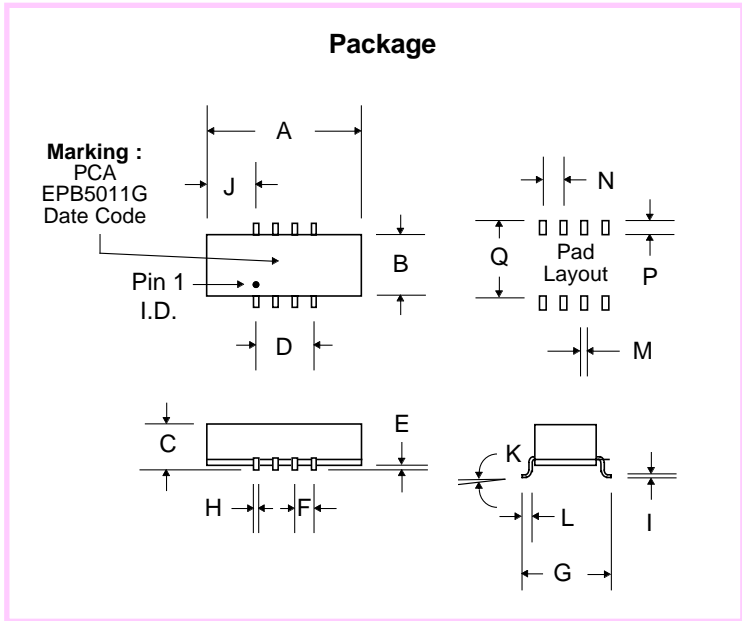 Package
A
Marking :
PCA
EPB5011G
Date Code
J
N
Q
Pad
Layout
P
B
Pin 1
I.D.
D
M
C
E
K
H
F
L
I
G